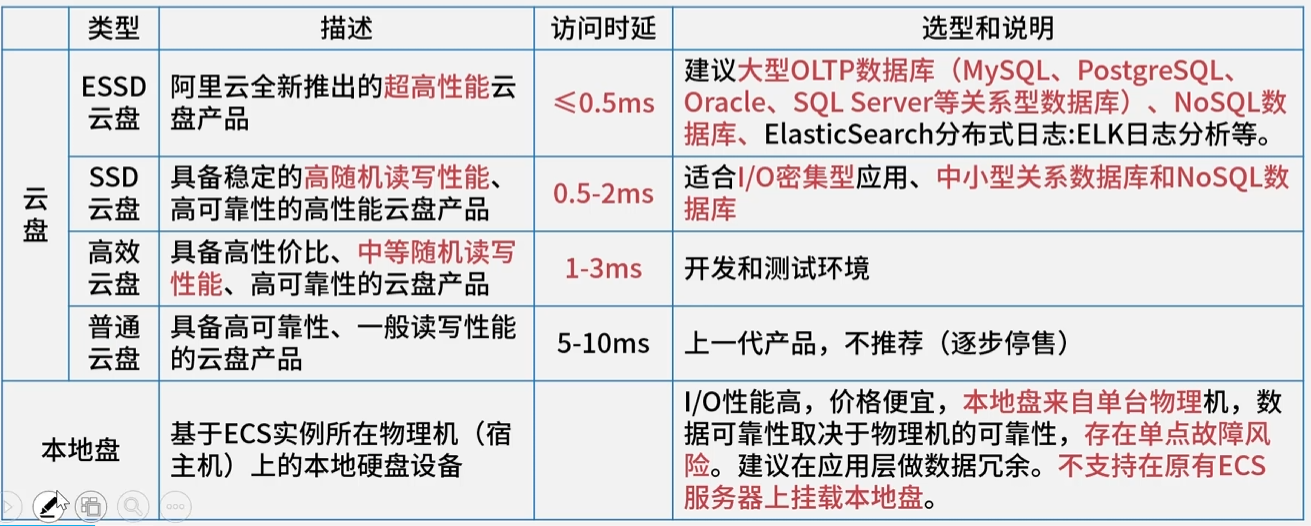 类型 描述 访问时延 选型和说明
云盘
ESSD
云盘
阿里云全新推出的超高性能云
盘产品
≤0.5ms
建议大型OLTP数据库（MySQL、PostgreSQL、
Oracle、SQL Server等关系型数据库）、NoSQL数
据库、ElasticSearch分布式日志:ELK日志分析等。
SSD
云盘
具备稳定的高随机读写性能、
高可靠性的高性能云盘产品
0.5-2ms
适合I/O密集型应用、中小型关系数据库和NoSQL数
据库
高效
云盘
具备高性价比、中等随机读写
性能、高可靠性的云盘产品
1-3ms
开发和测试环境
普通
云盘
具备高可靠性、一般读写性能
的云盘产品
5-10ms
上一代产品，不推荐（逐步停售）
本地盘
基于ECS实例所在物理机（宿
主机）上的本地硬盘设备
I/O性能高，价格便宜，本地盘来自单台物理机，数
据可靠性取决于物理机的可靠性，存在单点故障风
险。建议在应用层做数据冗余。不支持在原有ECS
服务器上挂载本地盘。